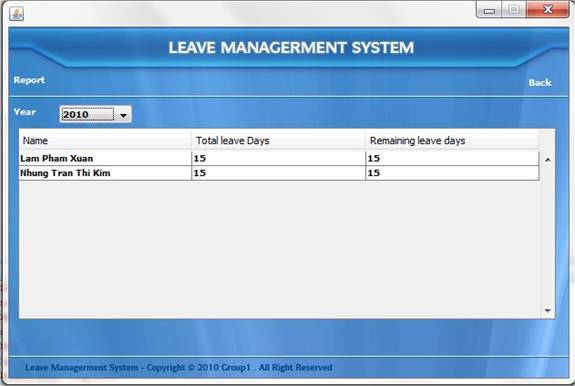 LEAVE MANAGERMENT SYSTEM
Report
Back
Year 2010
Name Total leave Days Remaining leave days
Lam Pham Xuan 15 15
Nhung Tran Thi Kim 15 15
Leave Managerment System - Copyright © 2010 Group1 . All Right Reserved